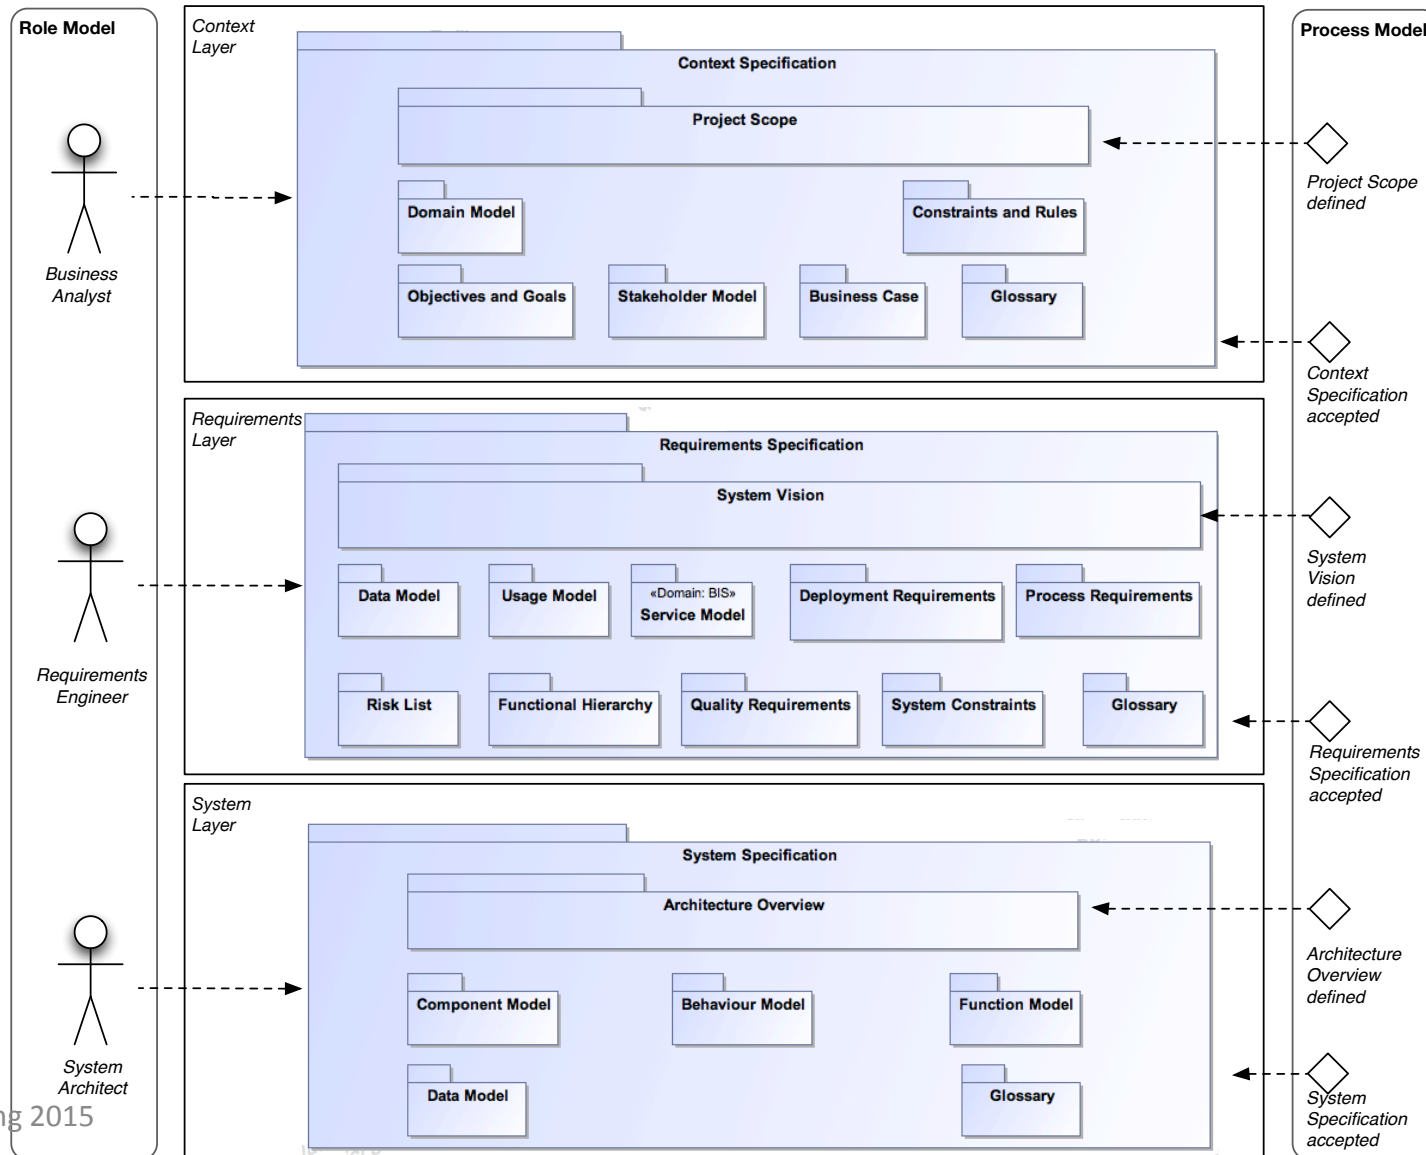 Role Model
Business
Analyst
Requirements
Engineer
System
Architect
ng 2015
Context
Layer
Context Specification
Project Scope
Domain Model
Constraints and Rules
Objectives and Goals
Stakeholder Model
Business Case
Glossary
Requirements
Layer
Requirements Specification
System Vision
Data Model
Usage Model
«Domain: BIS»
Service Model
Deployment Requirements
Process Requirements
Risk List
Functional Hierarchy
Quality Requirements
System Constraints
Glossary
System
Layer
System Specification
Architecture Overview
Component Model
Behaviour Model
Function Model
Data Model
Glossary
Process Model
Project Scope
defined
Context
Specification
accepted
System
Vision
defined
Requirements
Specification
accepted
Architecture
Overview
defined
System
Specification
accepted